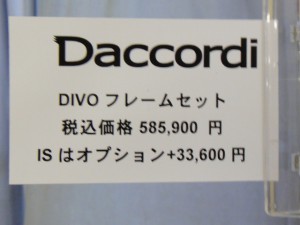 Daccordi
DIVO フレームセット
税込価格 585,900 円
IS はオプション+33,600 円